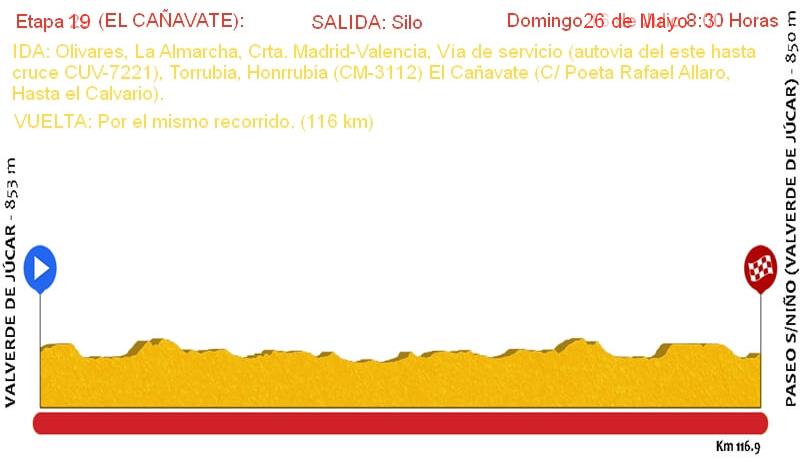 Etapa 19 (EL CAÑAVATE):
SALIDA: Silo
Domingo 26 de Mayo 8:30 Horas
IDA: Olivares, La Almarcha, Crta. Madrid-Valencia, Vía de servicio (autovia del este hasta
cruce CUV-7221), Torrubia, Honrrubia (CM-3112) El Cañavate (C/ Poeta Rafael Allaro,
Hasta el Calvario).
VUELTA: Por el mismo recorrido. (116 km)
VALVERDE DE JÚCAR - 853 m
PASEO S/NIÑO (VALVERDE DE JÚCAR) - 850 m
Km 116.9